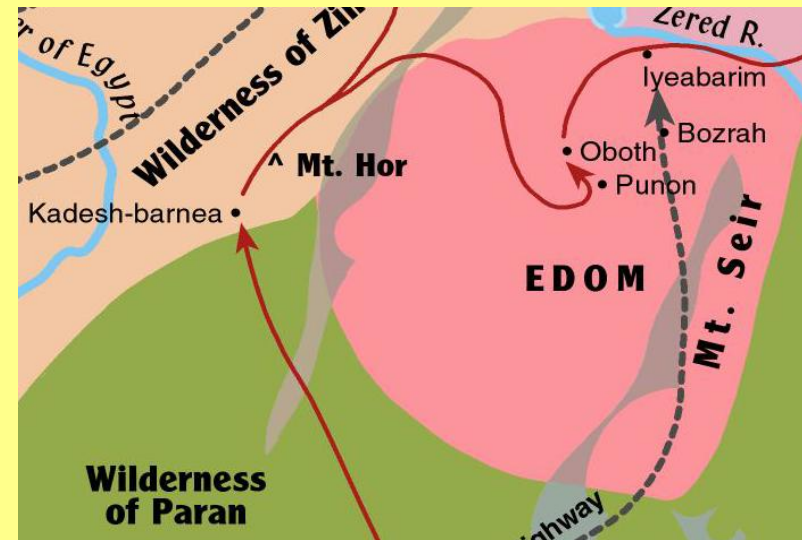 Zered R.
Wilderness of Zin
er of Egypt
Iyeabarim
Bozrah
Oboth
^ Mt. Hor
Punon
Kadesh-barnea
EDOM
Mt. Seir
Wilderness
of Paran
ighway